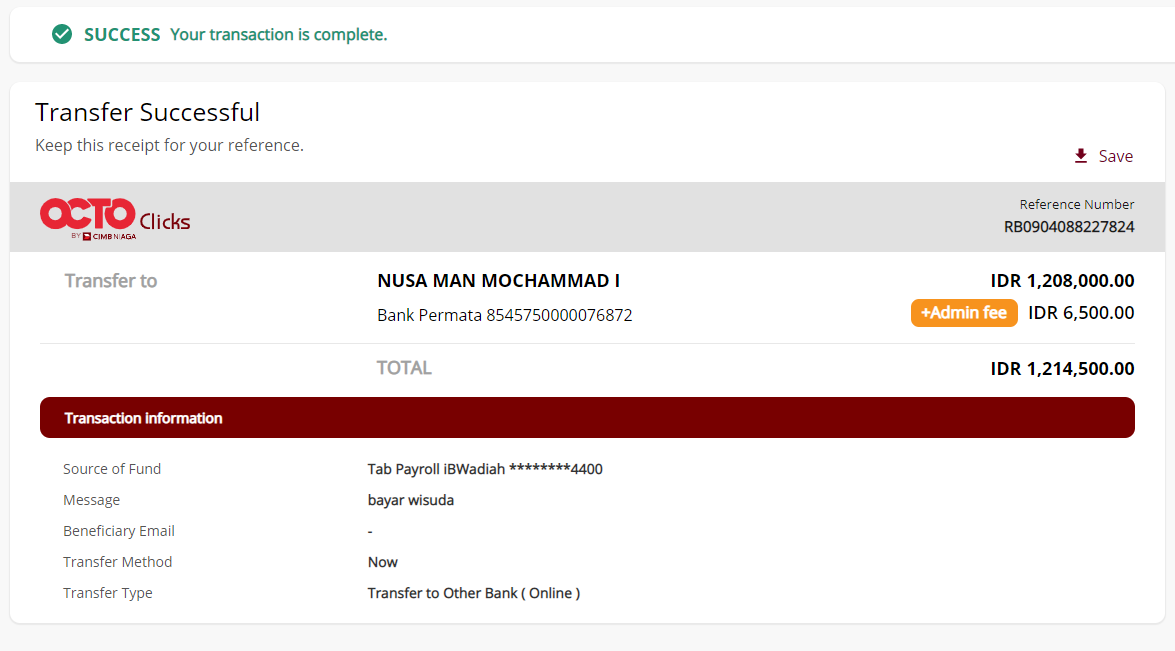 SUCCESS Your transaction is complete.
Transfer Successful
Keep this receipt for your reference.
Save
OCTO Clicks
BY CIMB NIAGA
Reference Number
RB0904088227824
Transfer to NUSA MAN MOCHAMMAD I IDR 1,208,000.00
Bank Permata 8545750000076872 +Admin fee IDR 6,500.00
TOTAL IDR 1,214,500.00
Transaction information
Source of Fund Tab Payroll iBWadiah ********4400
Message bayar wisuda
Beneficiary Email -
Transfer Method Now
Transfer Type Transfer to Other Bank ( Online )